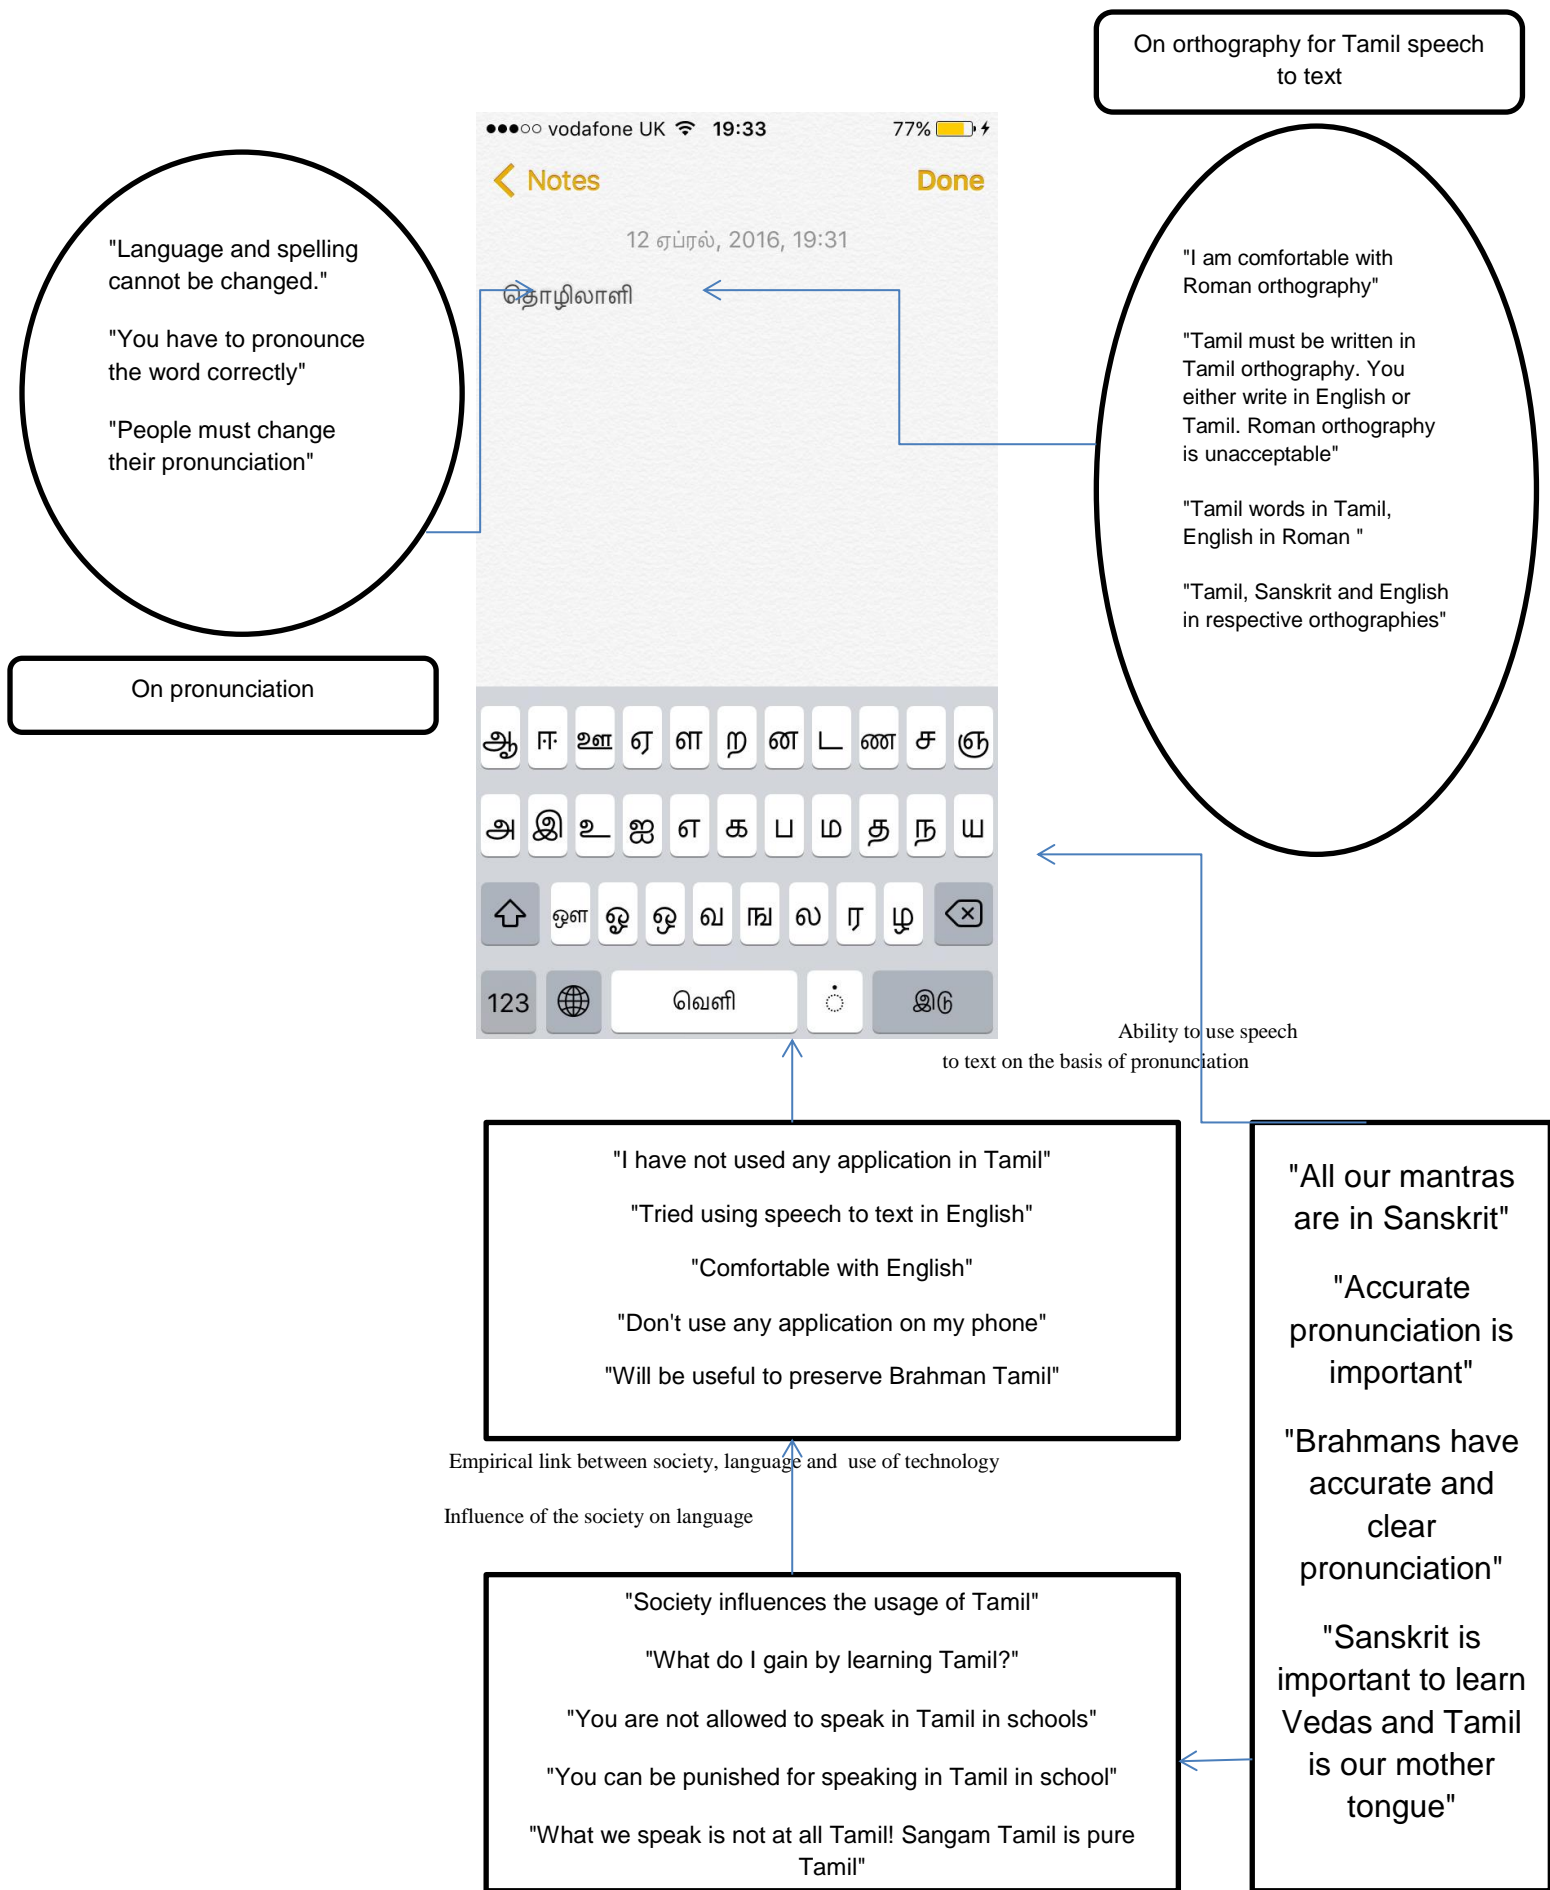 On orthography for Tamil speech
to text
vodafone UK 19:33 77%
Notes Done
12 ஏப்ரல், 2016, 19:31
தொழிலாளி
"Language and spelling
cannot be changed."
"You have to pronounce
the word correctly"
"People must change
their pronunciation"
On pronunciation
"I am comfortable with
Roman orthography"
"Tamil must be written in
Tamil orthography. You
either write in English or
Tamil. Roman orthography
is unacceptable"
"Tamil words in Tamil,
English in Roman "
"Tamil, Sanskrit and English
in respective orthographies"
ஆ ஈ ஊ ஏ ள ற ன ட ண ச ஞ
அ இ உ ஐ எ க ப ம த ந ய
ஔ ஓ ஒ வ ங ல ர ழ
123 வெளி ் இடு
Ability to use speech
to text on the basis of pronunciation
"I have not used any application in Tamil"
"Tried using speech to text in English"
"Comfortable with English"
"Don't use any application on my phone"
"Will be useful to preserve Brahman Tamil"
Empirical link between society, language and use of technology
Influence of the society on language
"Society influences the usage of Tamil"
"What do I gain by learning Tamil?"
"You are not allowed to speak in Tamil in schools"
"You can be punished for speaking in Tamil in school"
"What we speak is not at all Tamil! Sangam Tamil is pure
Tamil"
"All our mantras
are in Sanskrit"
"Accurate
pronunciation is
important"
"Brahmans have
accurate and
clear
pronunciation"
"Sanskrit is
important to learn
Vedas and Tamil
is our mother
tongue"